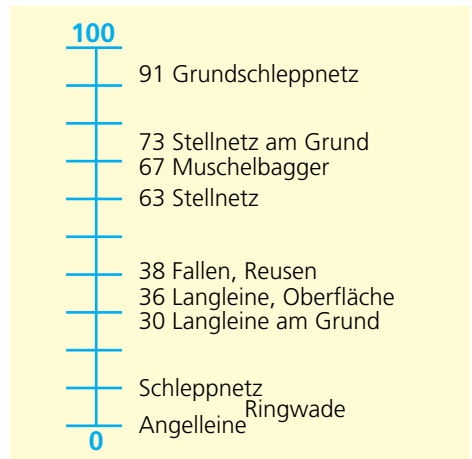 100
91 Grundschleppnetz
73 Stellnetz am Grund
67 Muschelbagger
63 Stellnetz
38 Fallen, Reusen
36 Langleine, Oberfläche
30 Langleine am Grund
Schleppnetz
Ringwade
Angelleine
0